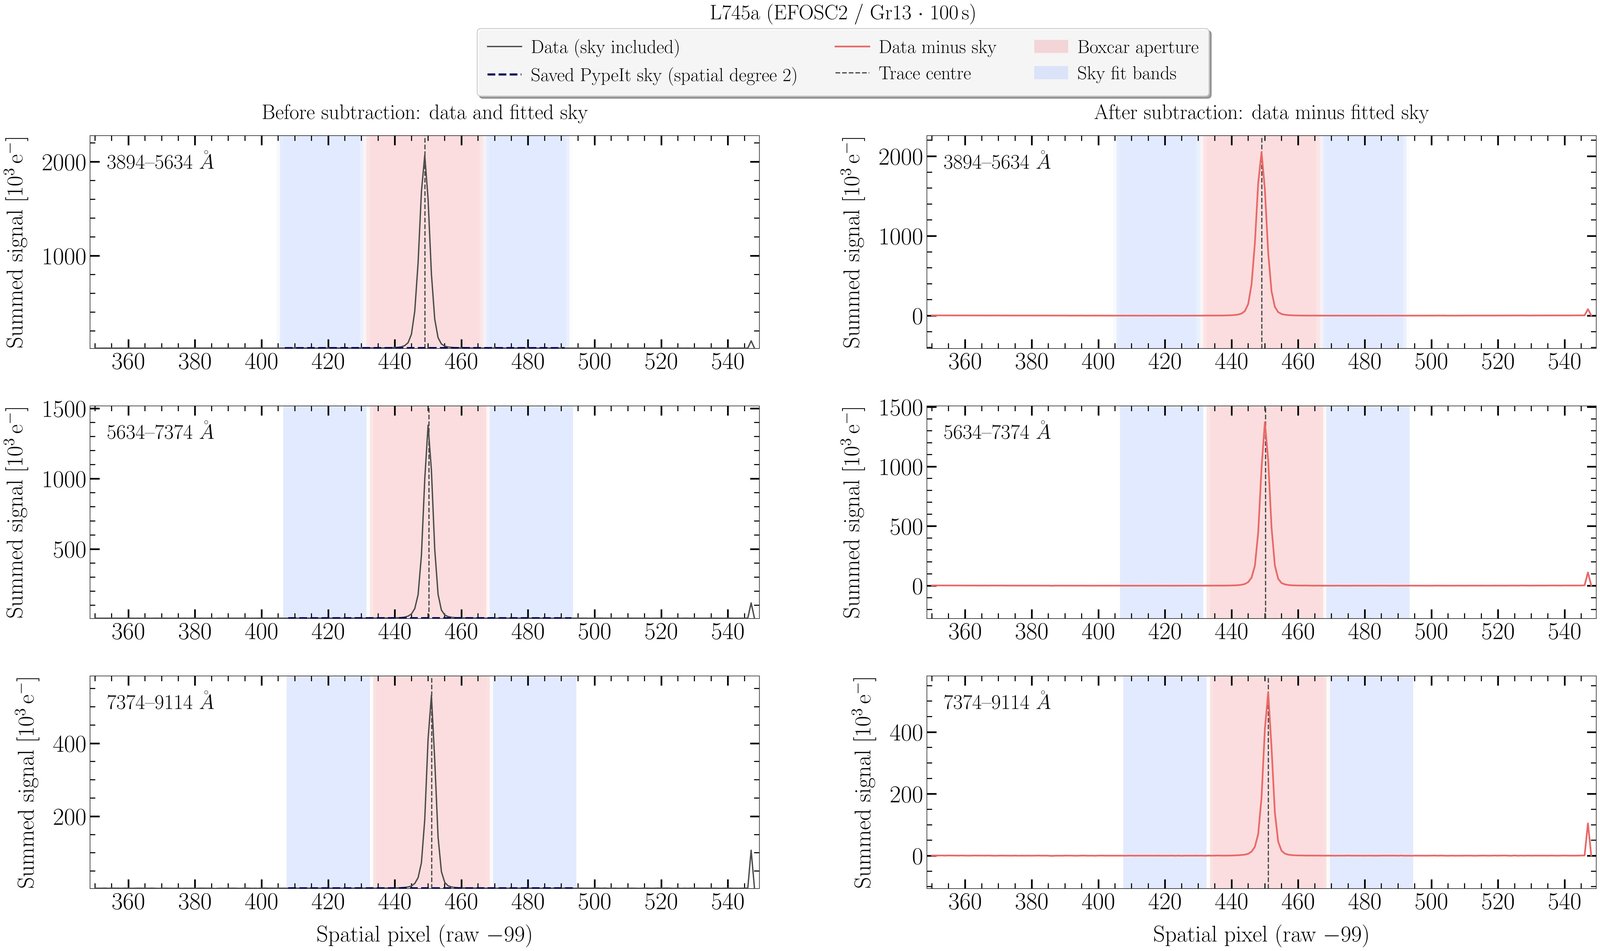 L745a (EFOSC2 / Gr13 · 100 s)
Data (sky included)
Saved PypeIt sky (spatial degree 2)
Data minus sky
Trace centre
Boxcar aperture
Sky fit bands
Before subtraction: data and fitted sky
After subtraction: data minus fitted sky
Summed signal [10³ e⁻]
2000
1000
3894–5634 Å
360 380 400 420 440 460 480 500 520 540
Summed signal [10³ e⁻]
2000
1000
0
3894–5634 Å
360 380 400 420 440 460 480 500 520 540
Summed signal [10³ e⁻]
1500
1000
500
5634–7374 Å
360 380 400 420 440 460 480 500 520 540
Summed signal [10³ e⁻]
1500
1000
500
0
5634–7374 Å
360 380 400 420 440 460 480 500 520 540
Summed signal [10³ e⁻]
400
200
7374–9114 Å
360 380 400 420 440 460 480 500 520 540
Spatial pixel (raw −99)
Summed signal [10³ e⁻]
400
200
0
7374–9114 Å
360 380 400 420 440 460 480 500 520 540
Spatial pixel (raw −99)